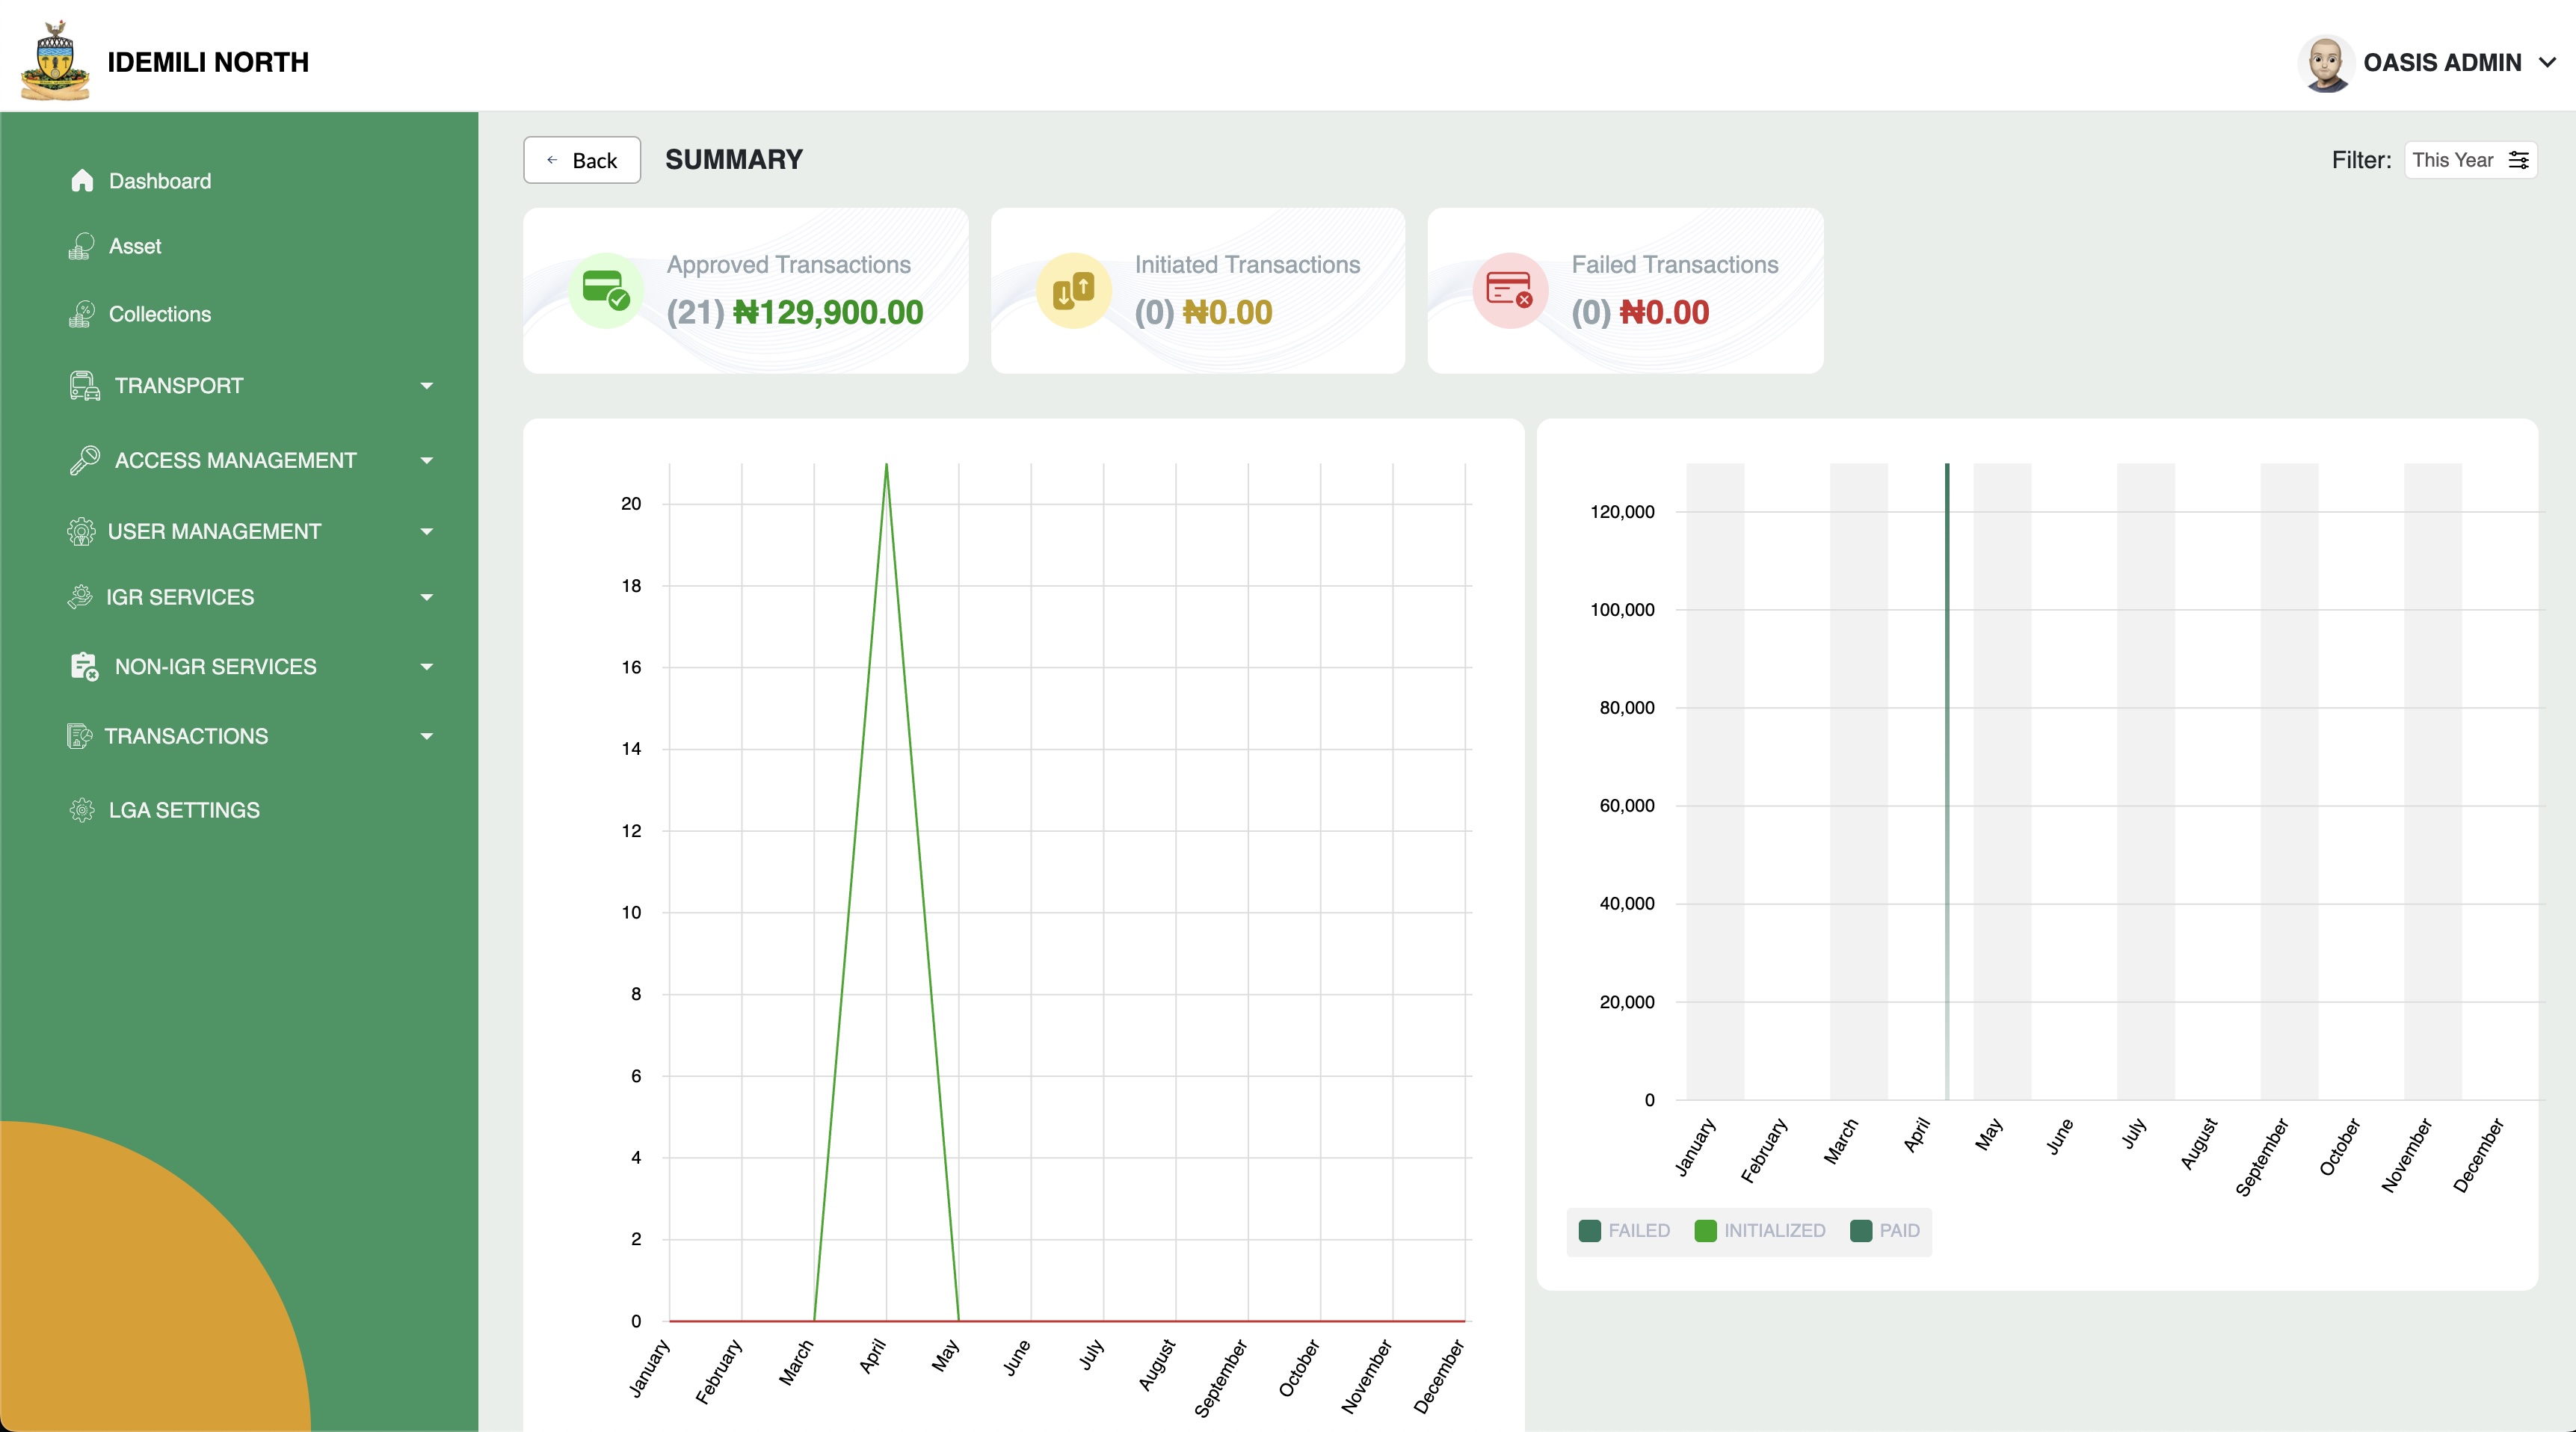 IDEMILI NORTH
OASIS ADMIN
Dashboard
Asset
Collections
TRANSPORT
ACCESS MANAGEMENT
USER MANAGEMENT
IGR SERVICES
NON-IGR SERVICES
TRANSACTIONS
LGA SETTINGS
Back
SUMMARY
Filter: This Year
Approved Transactions
(21) ₦129,900.00
Initiated Transactions
(0) ₦0.00
Failed Transactions
(0) ₦0.00
20
18
16
14
12
10
8
6
4
2
0
January
February
March
April
May
June
July
August
September
October
November
December
120,000
100,000
80,000
60,000
40,000
20,000
0
January
February
March
April
May
June
July
August
September
October
November
December
FAILED INITIALIZED PAID